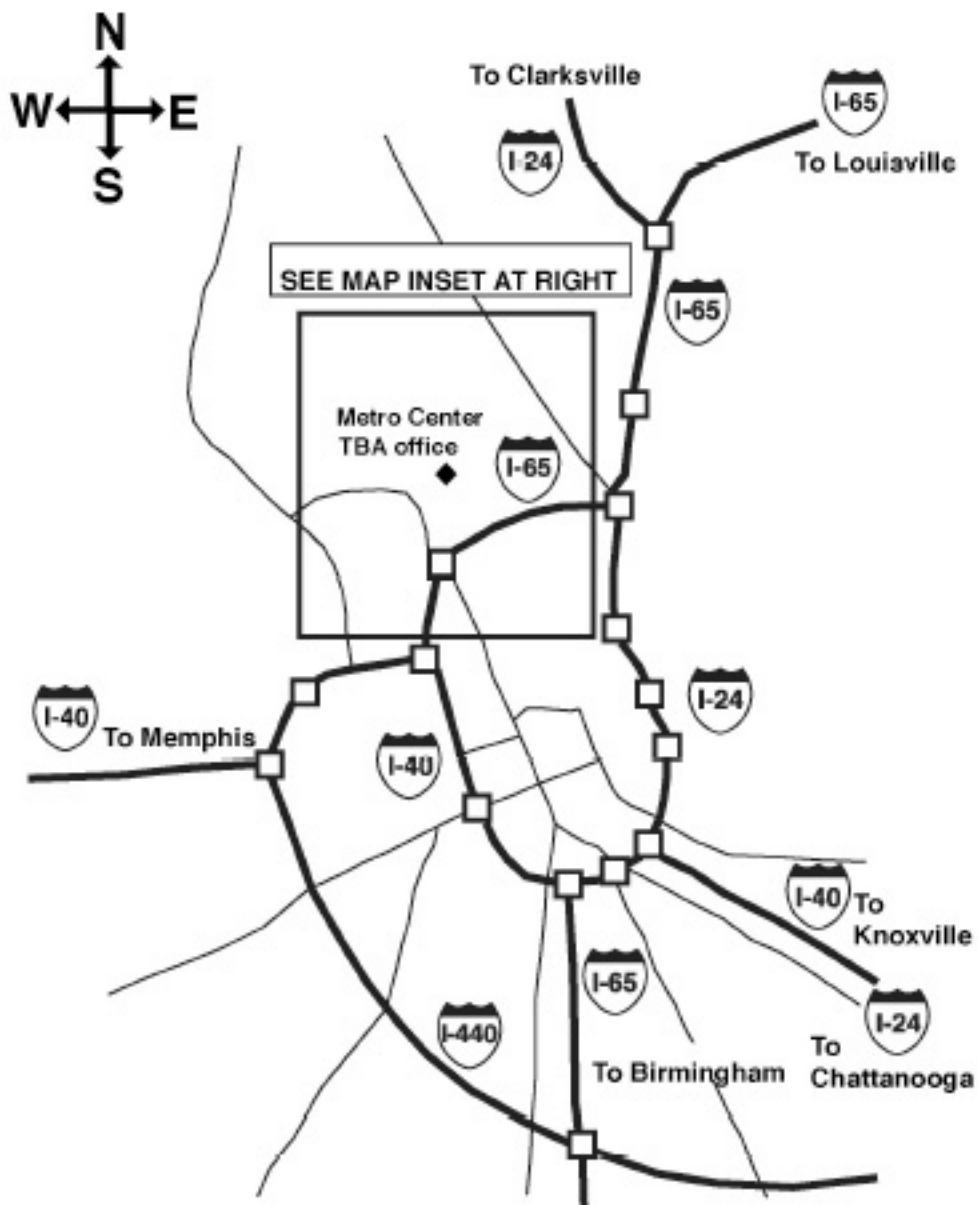 N
W E
S
To Clarksville
I-65
I-24
To Louisville
SEE MAP INSET AT RIGHT
I-65
Metro Center
TBA office
I-65
I-40
To Memphis
I-24
I-40
I-40
To
Knoxville
I-65
I-24
I-440
To
Chattanooga
To Birmingham